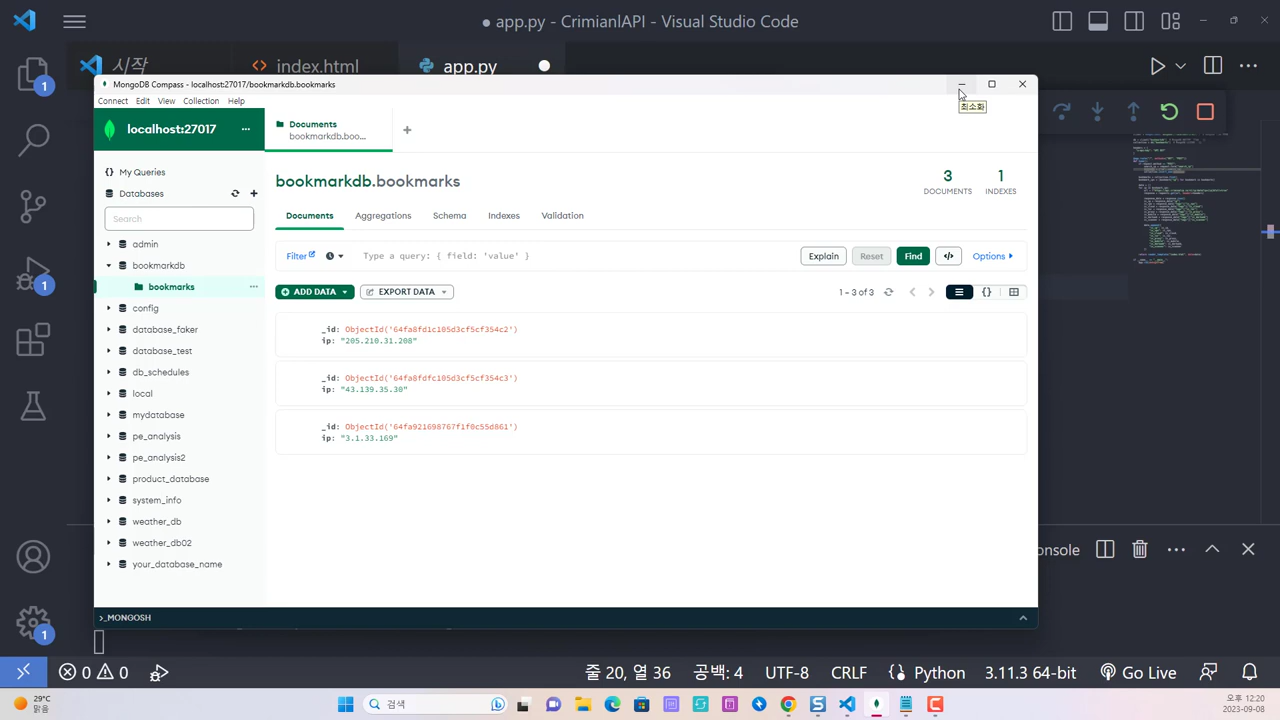 ● app.py - CrimianlAPI - Visual Studio Code
시작
index.html
app.py
MongoDB Compass - localhost:27017/bookmarkdb.bookmarks
최소화
Connect Edit View Collection Help
localhost:27017
Documents
bookmarkdb.boo...
My Queries
Databases
Search
admin
bookmarkdb
bookmarks
config
database_faker
database_test
db_schedules
local
mydatabase
pe_analysis
pe_analysis2
product_database
system_info
weather_db
weather_db02
your_database_name
bookmarkdb.bookmarks
3
DOCUMENTS
1
INDEXES
Documents Aggregations Schema Indexes Validation
Filter Type a query: { field: 'value' } Explain Reset Find Options
ADD DATA EXPORT DATA 1 – 3 of 3
_id: ObjectId('64fa8fd1c105d3cf5cf354c2')
ip: "205.210.31.208"
_id: ObjectId('64fa8fdfc105d3cf5cf354c3')
ip: "43.139.35.30"
_id: ObjectId('64fa921698767f1f0c55d861')
ip: "3.1.33.169"
>_MONGOSH
onsole
1
1
1
0 0 줄 20, 열 36 공백: 4 UTF-8 CRLF Python 3.11.3 64-bit Go Live
29°C
맑음
검색
오후 12:20
2023-09-08